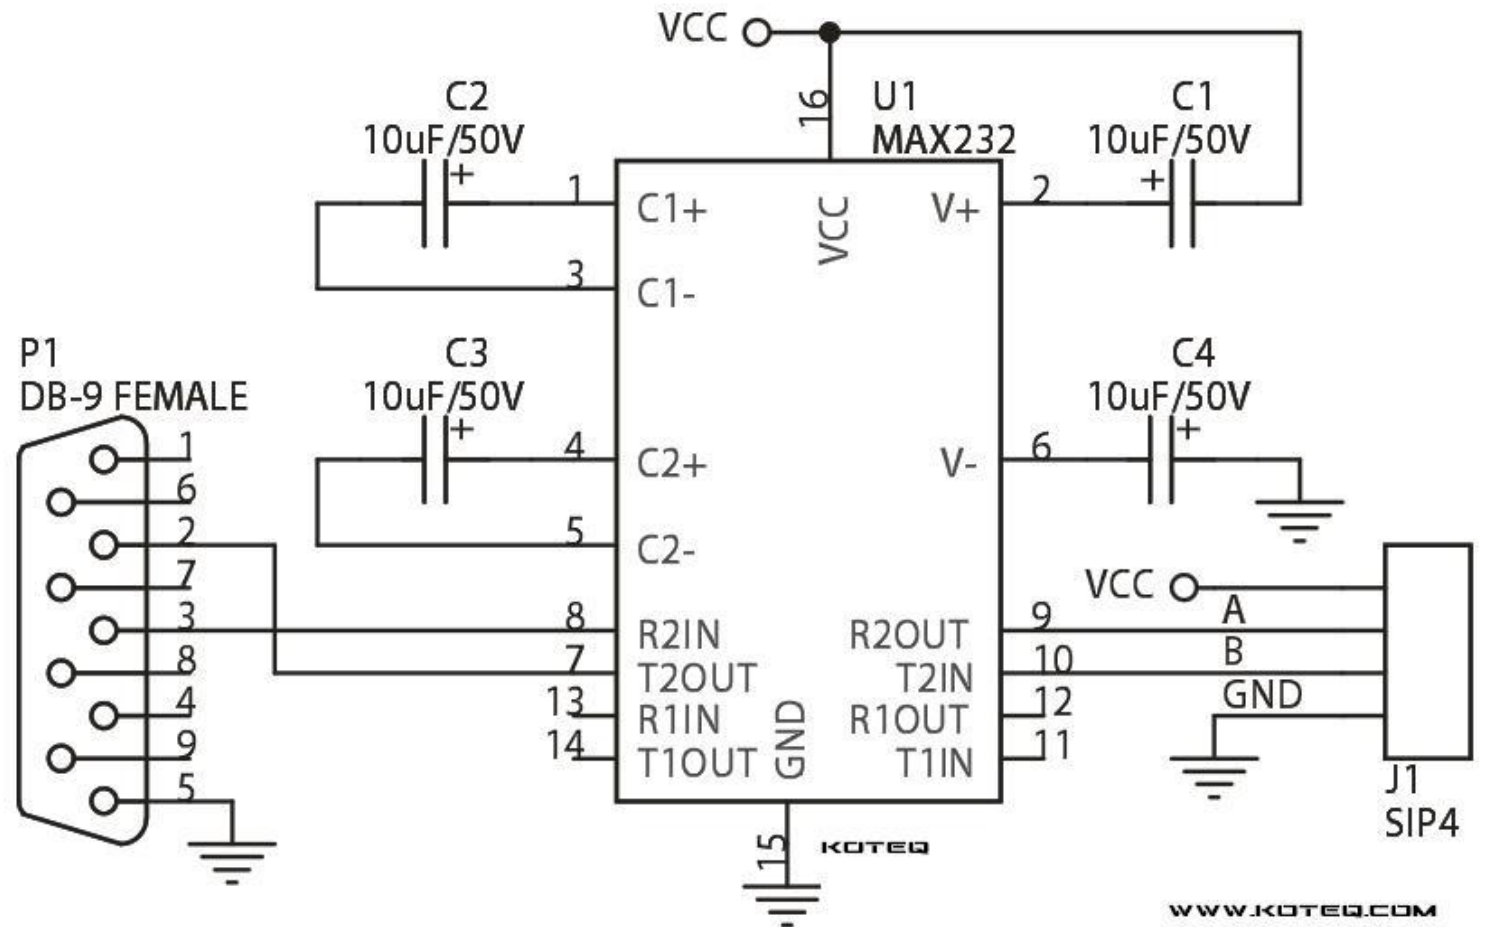 VCC
C2
10uF/50V
+
16
U1
MAX232
C1
10uF/50V
+
1
C1+
VCC
V+
2
3
C1-
P1
DB-9 FEMALE
C3
10uF/50V
+
4
C2+
V-
6
C4
10uF/50V
+
5
C2-
1
6
2
7
3
8
4
9
5
8
R2IN
R2OUT
9
7
T2OUT
T2IN
10
13
R1IN
R1OUT
12
14
T1OUT
T1IN
11
GND
15
VCC
A
B
GND
J1
SIP4
KOTEQ
WWW.KOTEQ.COM